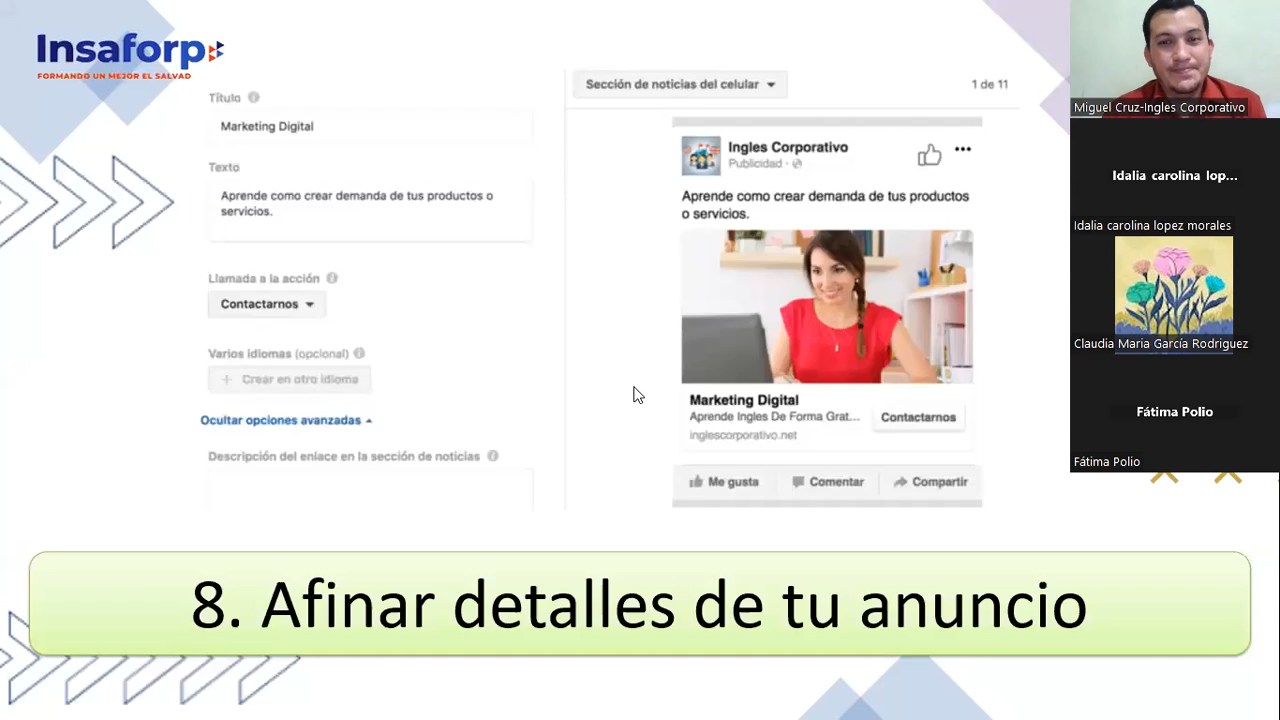 Insaforp
FORMANDO UN MEJOR EL SALVAD
Título
Marketing Digital
Texto
Aprende como crear demanda de tus productos o
servicios.
Llamada a la acción
Contactarnos
Varios idiomas (opcional)
+ Crear en otro idioma
Ocultar opciones avanzadas
Descripción del enlace en la sección de noticias
Sección de noticias del celular
1 de 11
Ingles Corporativo
Publicidad ·
Aprende como crear demanda de tus productos
o servicios.
Marketing Digital
Aprende Ingles De Forma Grat...
inglescorporativo.net
Contactarnos
Me gusta
Comentar
Compartir
8. Afinar detalles de tu anuncio
Miguel Cruz-Ingles Corporativo
Idalia carolina lop...
Idalia carolina lopez morales
Claudia Maria García Rodriguez
Fátima Polio
Fátima Polio